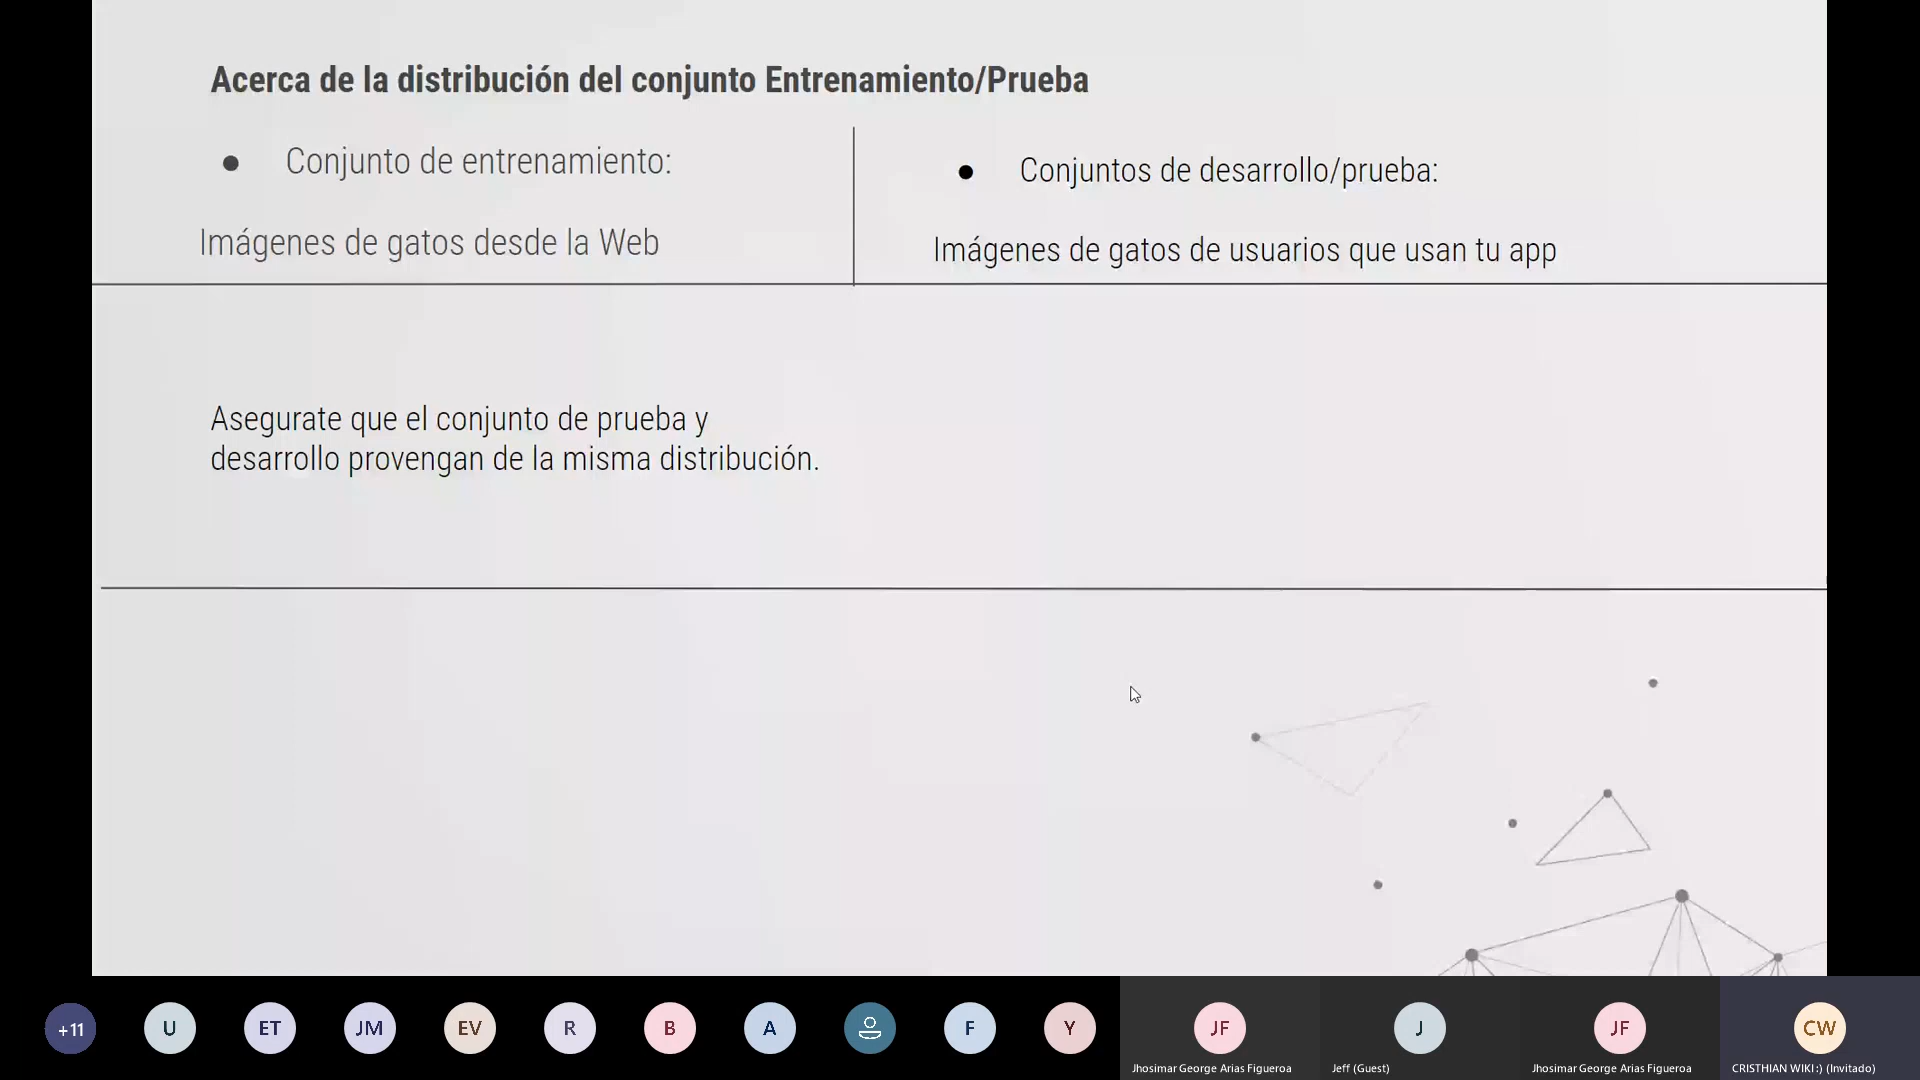 Acerca de la distribución del conjunto Entrenamiento/Prueba
● Conjunto de entrenamiento:
Imágenes de gatos desde la Web
● Conjuntos de desarrollo/prueba:
Imágenes de gatos de usuarios que usan tu app
Asegurate que el conjunto de prueba y
desarrollo provengan de la misma distribución.
+11
U
ET
JM
EV
R
B
A
F
Y
JF
Jhosimar George Arias Figueroa
J
Jeff (Guest)
JF
Jhosimar George Arias Figueroa
CW
CRISTHIAN WIKI :) (Invitado)